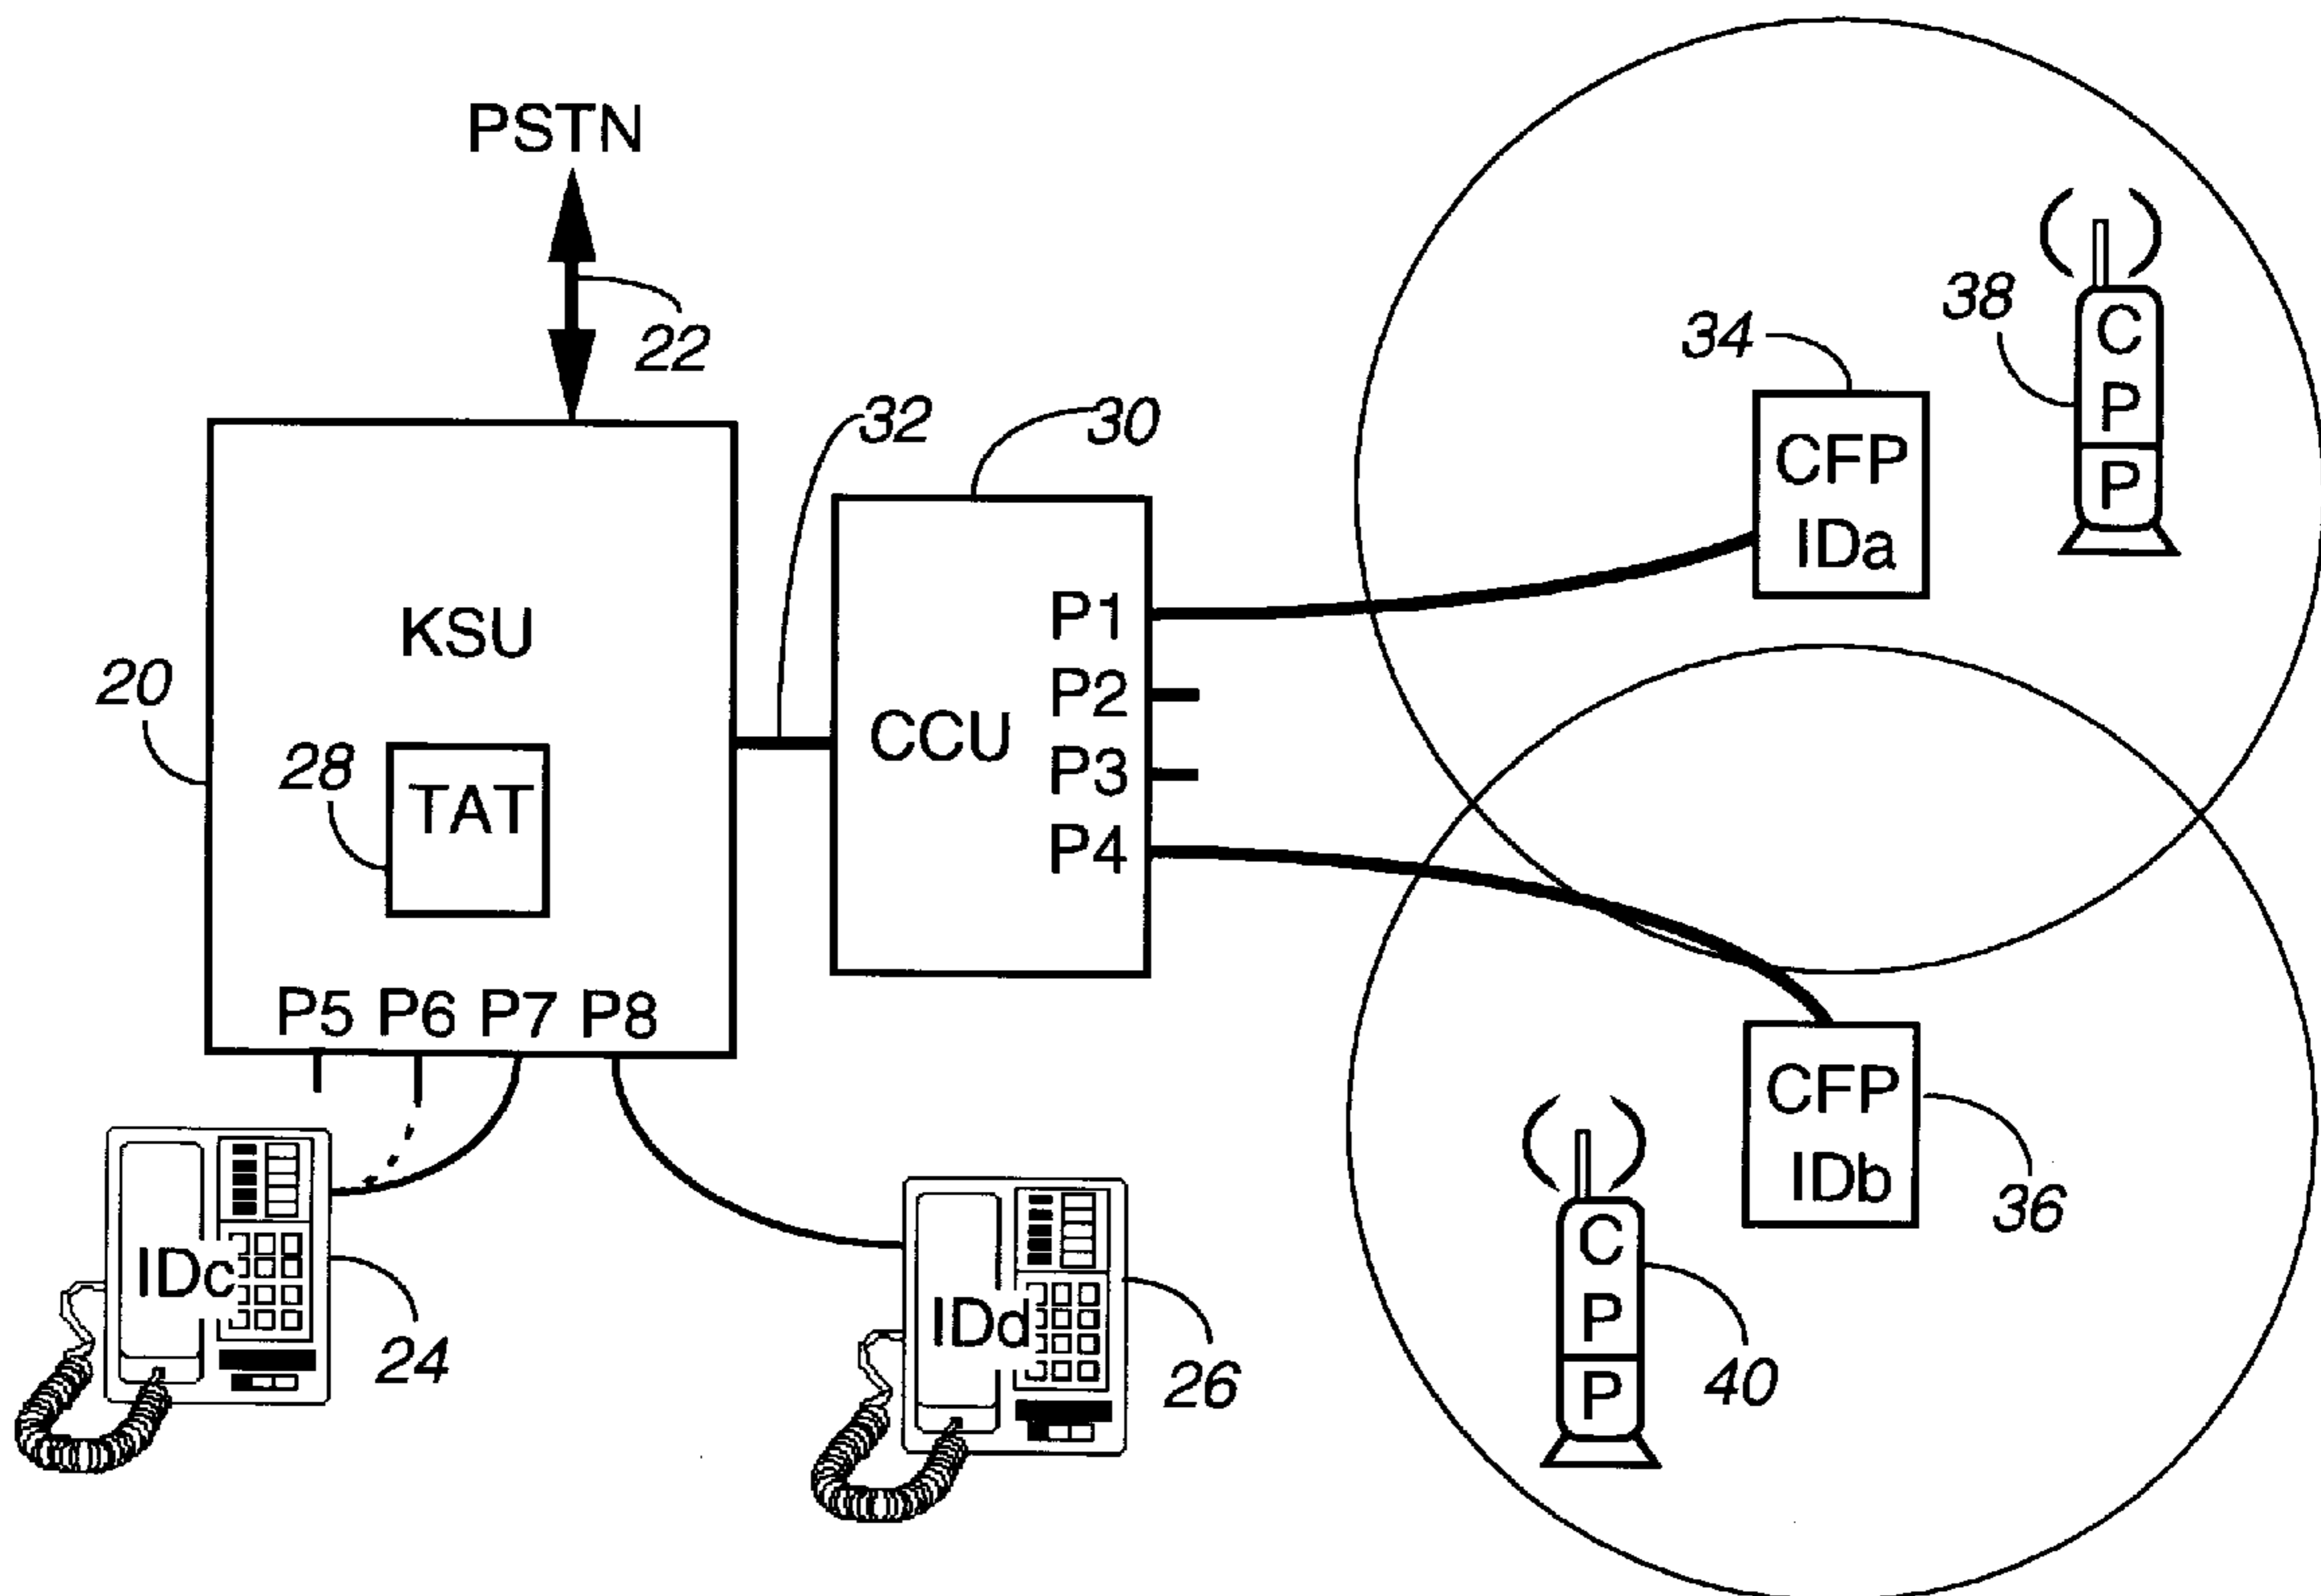 PSTN
22
38
34
32
30
C
P
P
CFP
IDa
KSU
P1
20
P2
CCU
28
TAT
P3
P4
P5 P6 P7 P8
CFP
IDb
36
IDc
24
IDd
26
C
P
P
40